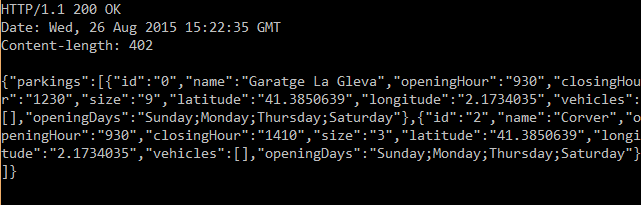 HTTP/1.1 200 OK
Date: Wed, 26 Aug 2015 15:22:35 GMT
Content-length: 402
{"parkings":[{"id":"0","name":"Garatge La Gleva","openingHour":"930","closingHou
r":"1230","size":"9","latitude":"41.3850639","longitude":"2.1734035","vehicles":
[],"openingDays":"Sunday;Monday;Thursday;Saturday"},{"id":"2","name":"Corver","o
peningHour":"930","closingHour":"1410","size":"3","latitude":"41.3850639","longi
tude":"2.1734035","vehicles":[],"openingDays":"Sunday;Monday;Thursday;Saturday"}
]}